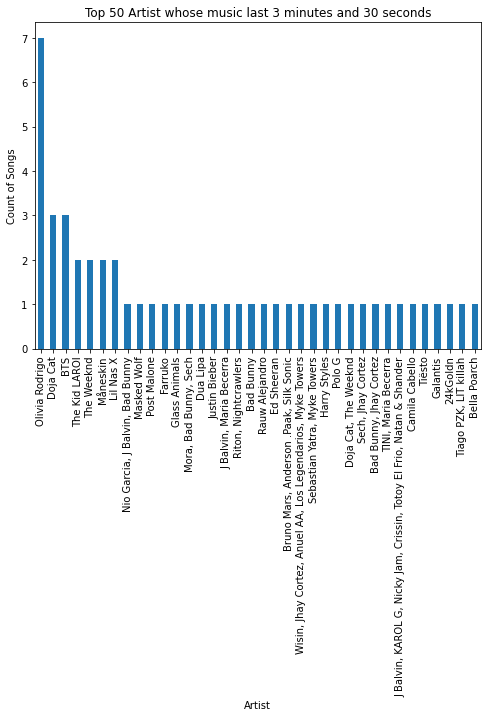 Top 50 Artist whose music last 3 minutes and 30 seconds
Count of Songs
7
6
5
4
3
2
1
0
Olivia Rodrigo
Doja Cat
BTS
The Kid LAROI
The Weeknd
Måneskin
Lil Nas X
Nio Garcia, J Balvin, Bad Bunny
Masked Wolf
Post Malone
Farruko
Glass Animals
Mora, Bad Bunny, Sech
Dua Lipa
Justin Bieber
J Balvin, Maria Becerra
Riton, Nightcrawlers
Bad Bunny
Rauw Alejandro
Ed Sheeran
Bruno Mars, Anderson .Paak, Silk Sonic
Wisin, Jhay Cortez, Anuel AA, Los Legendarios, Myke Towers
Sebastian Yatra, Myke Towers
Harry Styles
Polo G
Doja Cat, The Weeknd
Sech, Jhay Cortez
Bad Bunny, Jhay Cortez
TINI, Maria Becerra
J Balvin, KAROL G, Nicky Jam, Crissin, Totoy El Frio, Natan & Shander
Camila Cabello
Tiësto
Galantis
24kGoldn
Tiago PZK, LIT killah
Bella Poarch
Artist